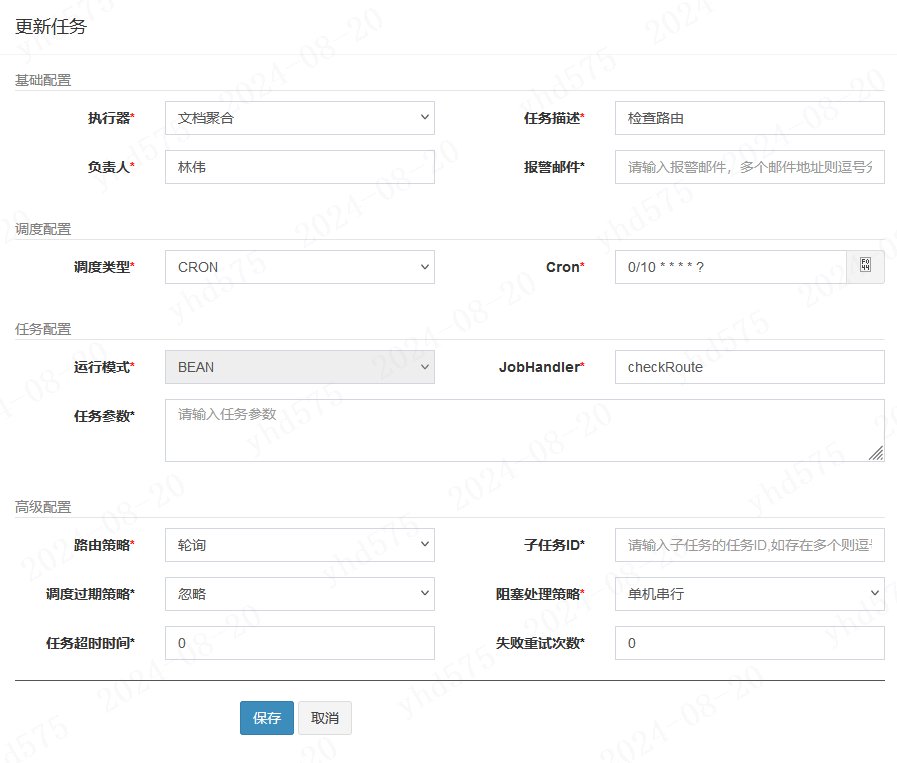 更新任务
基础配置
执行器* 文档聚合 任务描述* 检查路由
负责人* 林伟 报警邮件* 请输入报警邮件，多个邮件地址则逗号分
调度配置
调度类型* CRON Cron* 0/10 * * * * ?
任务配置
运行模式* BEAN JobHandler* checkRoute
任务参数* 请输入任务参数
高级配置
路由策略* 轮询 子任务ID* 请输入子任务的任务ID,如存在多个则逗号
调度过期策略* 忽略 阻塞处理策略* 单机串行
任务超时时间* 0 失败重试次数* 0
保存 取消
yhd575 2024-08-20